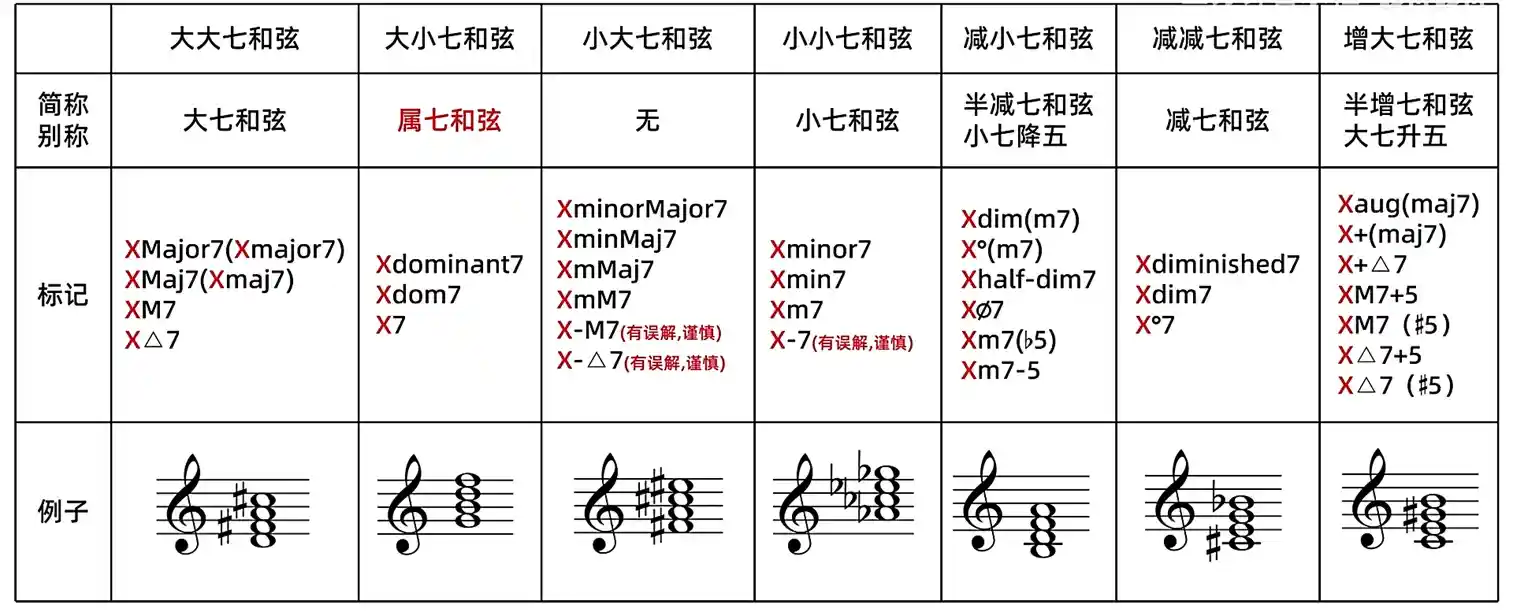 大大七和弦
大小七和弦
小大七和弦
小小七和弦
减小七和弦
减减七和弦
增大七和弦
简称
别称
大七和弦
属七和弦
无
小七和弦
半减七和弦
小七降五
减七和弦
半增七和弦
大七升五
标记
XMajor7(Xmajor7)
XMaj7(Xmaj7)
XM7
X△7
Xdominant7
Xdom7
X7
XminorMajor7
XminMaj7
XmMaj7
XmM7
X-M7(有误解,谨慎)
X-△7(有误解,谨慎)
Xminor7
Xmin7
Xm7
X-7(有误解,谨慎)
Xdim(m7)
X°(m7)
Xhalf-dim7
Xø7
Xm7(♭5)
Xm7-5
Xdiminished7
Xdim7
X°7
Xaug(maj7)
X+(maj7)
X+△7
XM7+5
XM7（♯5）
X△7+5
X△7（♯5）
例子